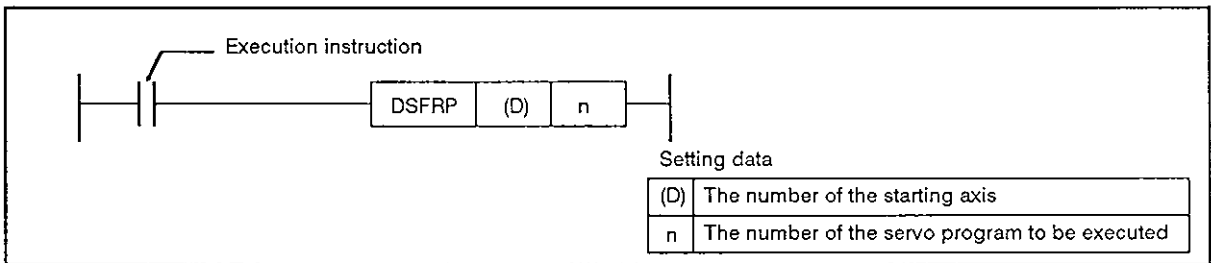 Execution instruction
DSFRP (D) n
Setting data
(D) The number of the starting axis
n The number of the servo program to be executed